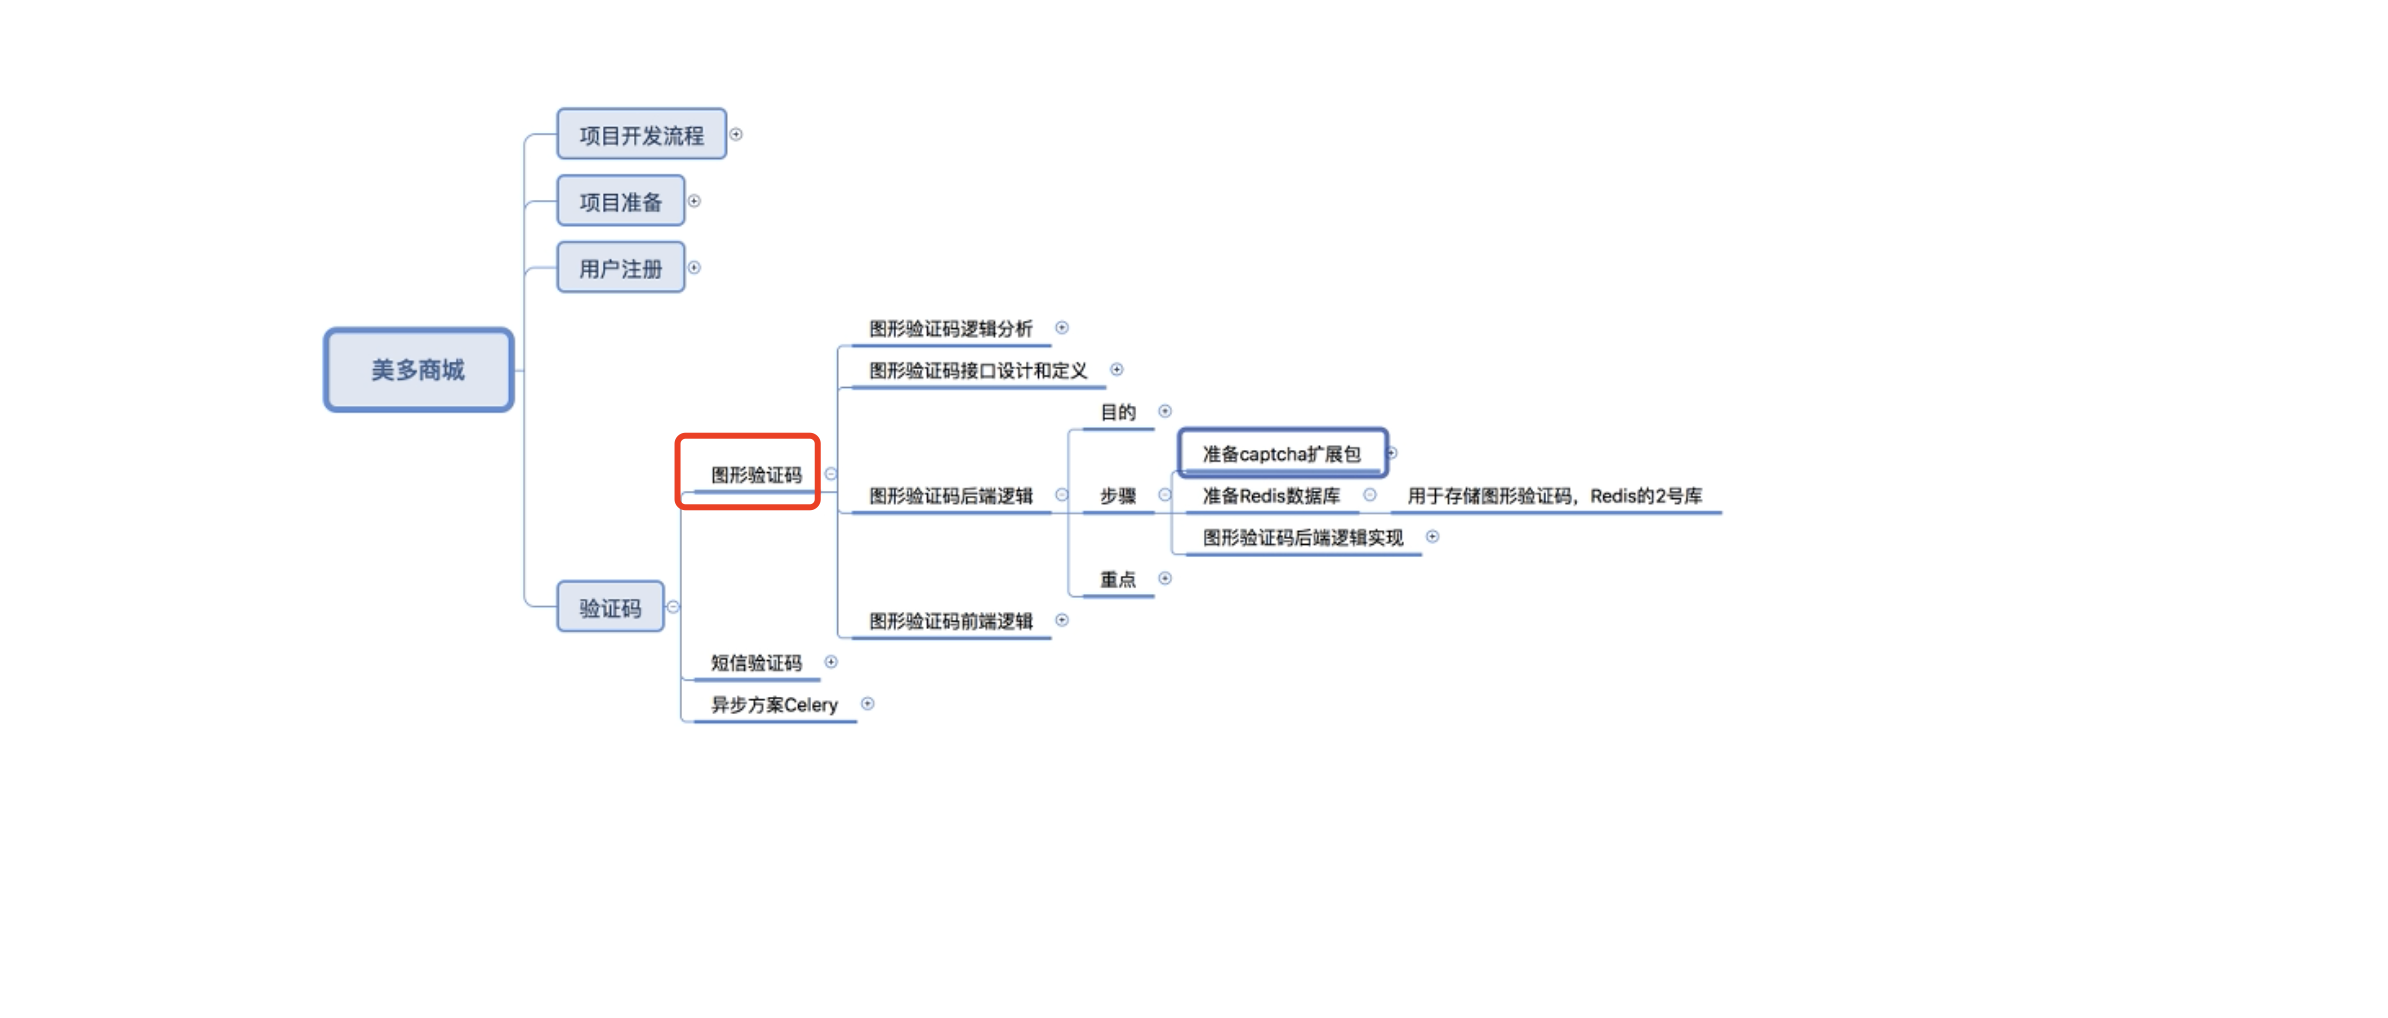 美多商城
项目开发流程
项目准备
用户注册
验证码
图形验证码
图形验证码逻辑分析
图形验证码接口设计和定义
图形验证码后端逻辑
目的
步骤
准备captcha扩展包
准备Redis数据库
用于存储图形验证码，Redis的2号库
图形验证码后端逻辑实现
重点
图形验证码前端逻辑
短信验证码
异步方案Celery